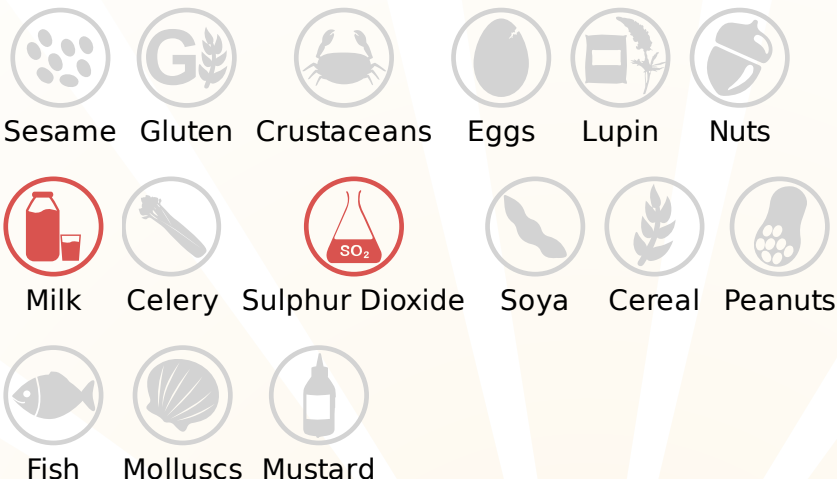 G
Sesame Gluten Crustaceans Eggs Lupin Nuts
SO₂
Milk Celery Sulphur Dioxide Soya Cereal Peanuts
Fish Molluscs Mustard